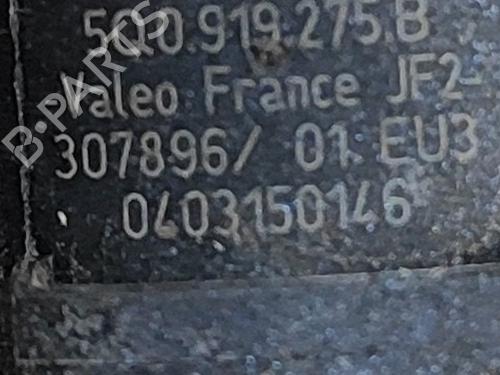 5Q0.919.275.B
Valeo France JF2-
307896/ 01 EU3
0403150146
B-PARTS